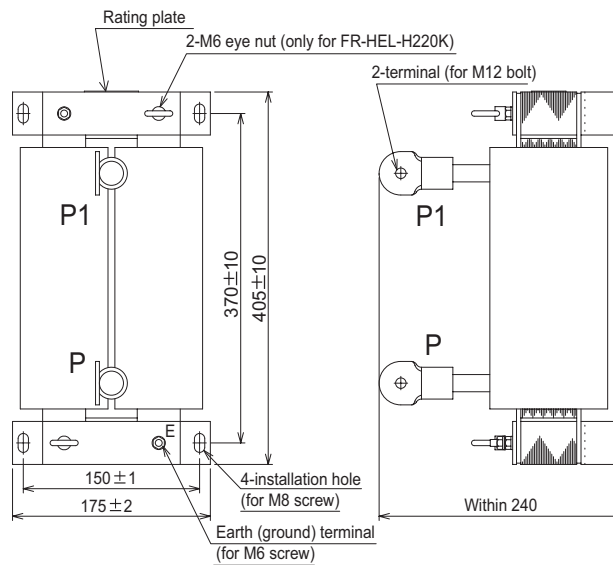 Rating plate
2-M6 eye nut (only for FR-HEL-H220K)
2-terminal (for M12 bolt)
P1
P1
370±10
405±10
P
P
E
150±1
175±2
4-installation hole
(for M8 screw)
Within 240
Earth (ground) terminal
(for M6 screw)